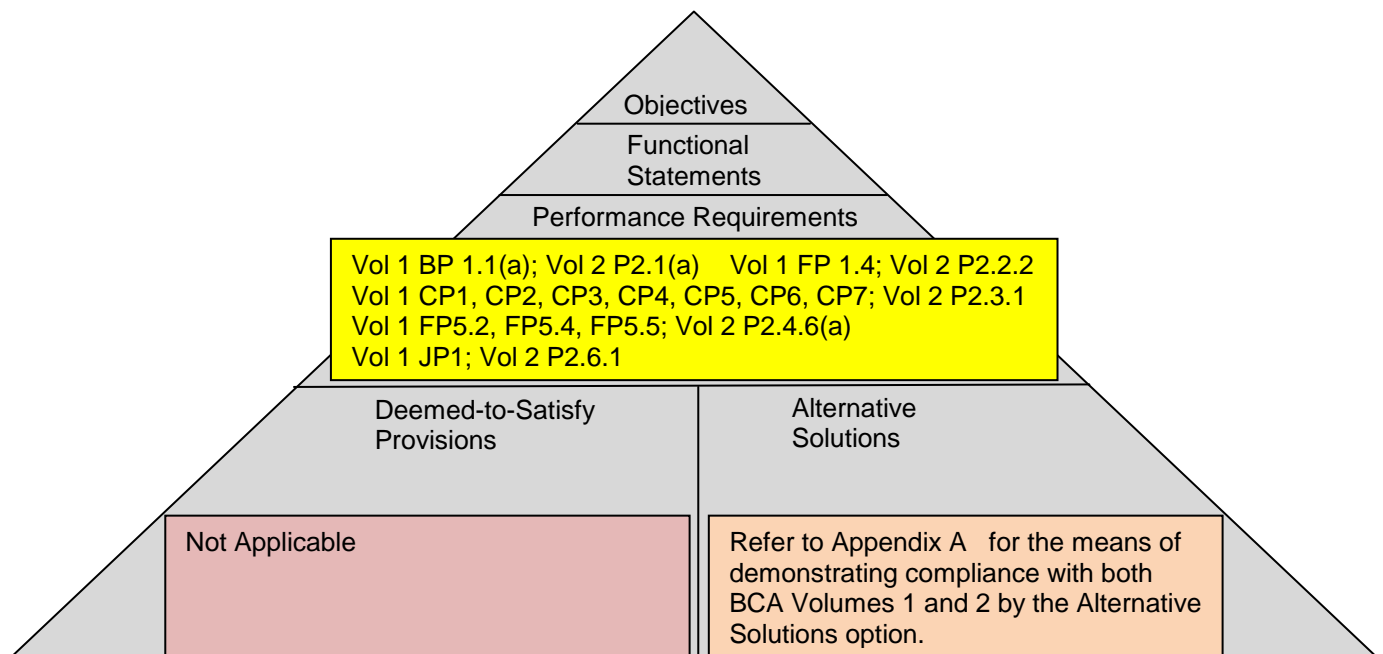 Objectives
Functional
Statements
Performance Requirements
Vol 1 BP 1.1(a); Vol 2 P2.1(a) Vol 1 FP 1.4; Vol 2 P2.2.2
Vol 1 CP1, CP2, CP3, CP4, CP5, CP6, CP7; Vol 2 P2.3.1
Vol 1 FP5.2, FP5.4, FP5.5; Vol 2 P2.4.6(a)
Vol 1 JP1; Vol 2 P2.6.1
Deemed-to-Satisfy
Provisions
Alternative
Solutions
Not Applicable
Refer to Appendix A for the means of
demonstrating compliance with both
BCA Volumes 1 and 2 by the Alternative
Solutions option.